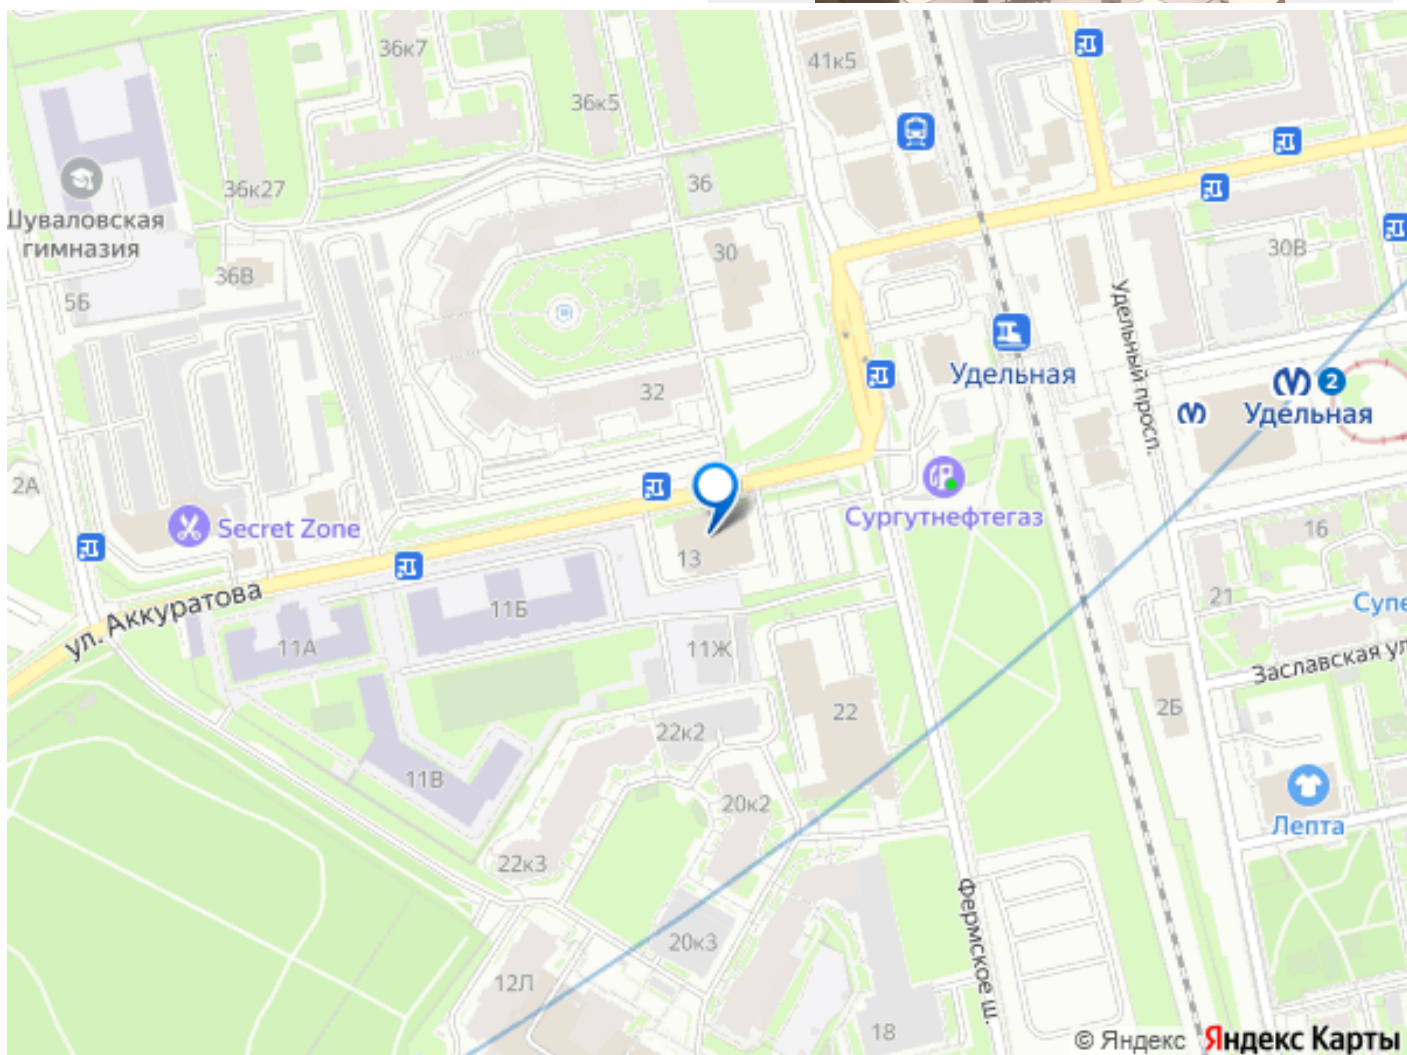 36к7
41к5
36к5
Шуваловская
гимназия
36к27
36
36В
30
30В
5Б
Удельный просп.
Удельная
2
Удельная
32
2А
Secret Zone
Сургутнефтегаз
13
16
ул. Аккуратова
11Б
21
Супе
11А
11Ж
Заславская ул
22
2Б
22к2
11В
20к2
Лепта
22к3
Фермское ш.
20к3
12Л
18
© Яндекс Яндекс Карты